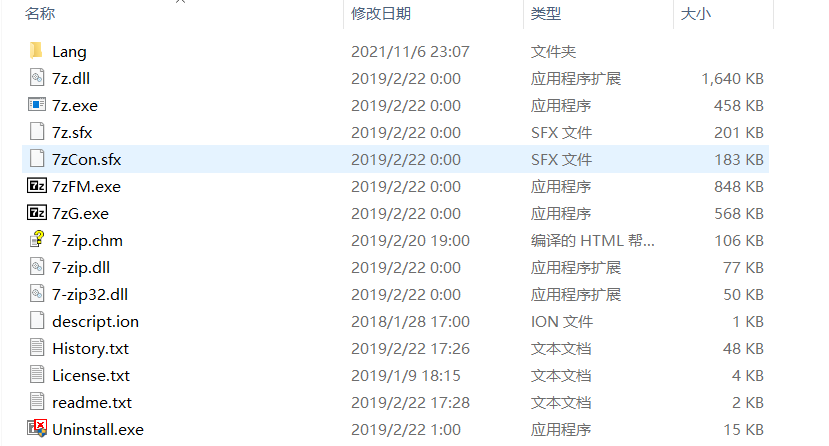 名称 修改日期 类型 大小
Lang 2021/11/6 23:07 文件夹
7z.dll 2019/2/22 0:00 应用程序扩展 1,640 KB
7z.exe 2019/2/22 0:00 应用程序 458 KB
7z.sfx 2019/2/22 0:00 SFX 文件 201 KB
7zCon.sfx 2019/2/22 0:00 SFX 文件 183 KB
7zFM.exe 2019/2/22 0:00 应用程序 848 KB
7zG.exe 2019/2/22 0:00 应用程序 568 KB
7-zip.chm 2019/2/20 19:00 编译的 HTML 帮... 106 KB
7-zip.dll 2019/2/22 0:00 应用程序扩展 77 KB
7-zip32.dll 2019/2/22 0:00 应用程序扩展 50 KB
descript.ion 2018/1/28 17:00 ION 文件 1 KB
History.txt 2019/2/22 17:26 文本文档 48 KB
License.txt 2019/1/9 18:15 文本文档 4 KB
readme.txt 2019/2/22 17:28 文本文档 2 KB
Uninstall.exe 2019/2/22 1:00 应用程序 15 KB